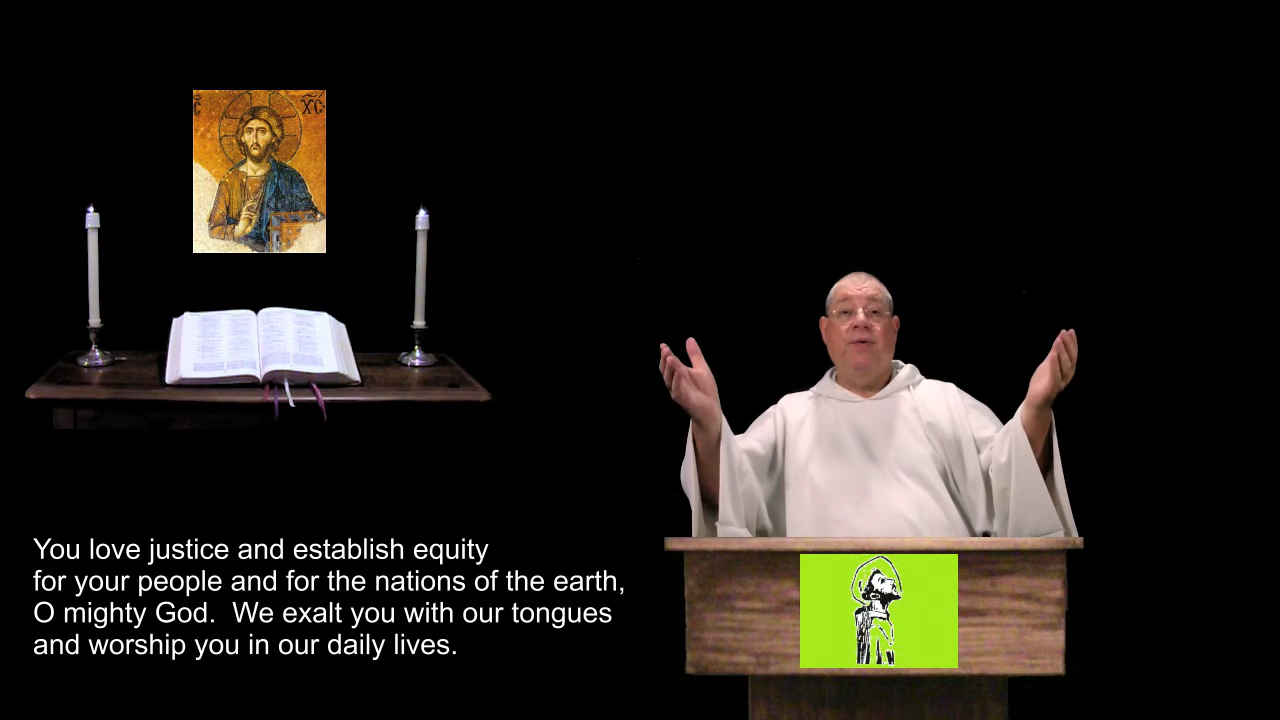 XC
You love justice and establish equity
for your people and for the nations of the earth,
O mighty God.  We exalt you with our tongues
and worship you in our daily lives.